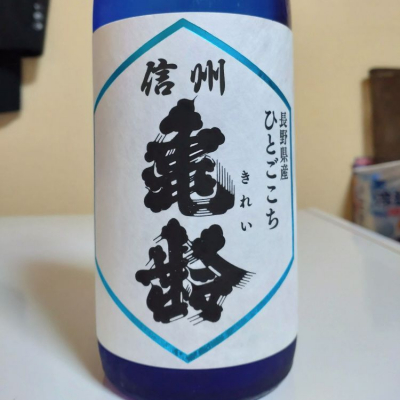 信州
亀齢
きれい
長野県産
ひとごこち